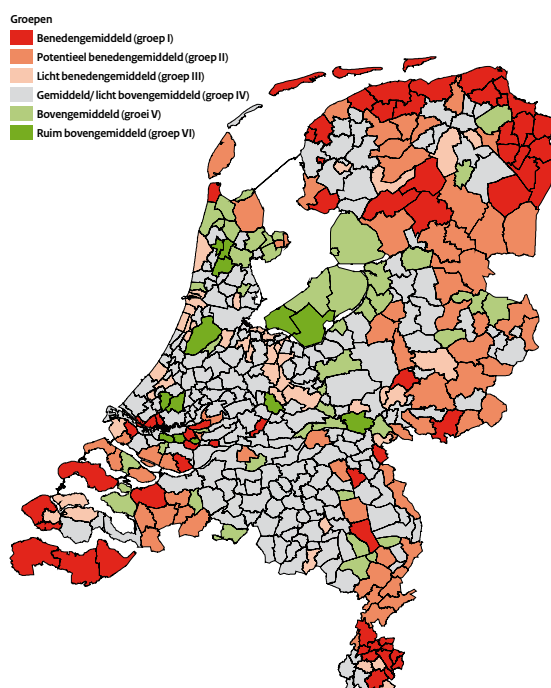 Groepen
Benedengemiddeld (groep I)
Potentieel benedengemiddeld (groep II)
Licht benedengemiddeld (groep III)
Gemiddeld/ licht bovengemiddeld (groep IV)
Bovengemiddeld (groei V)
Ruim bovengemiddeld (groep VI)